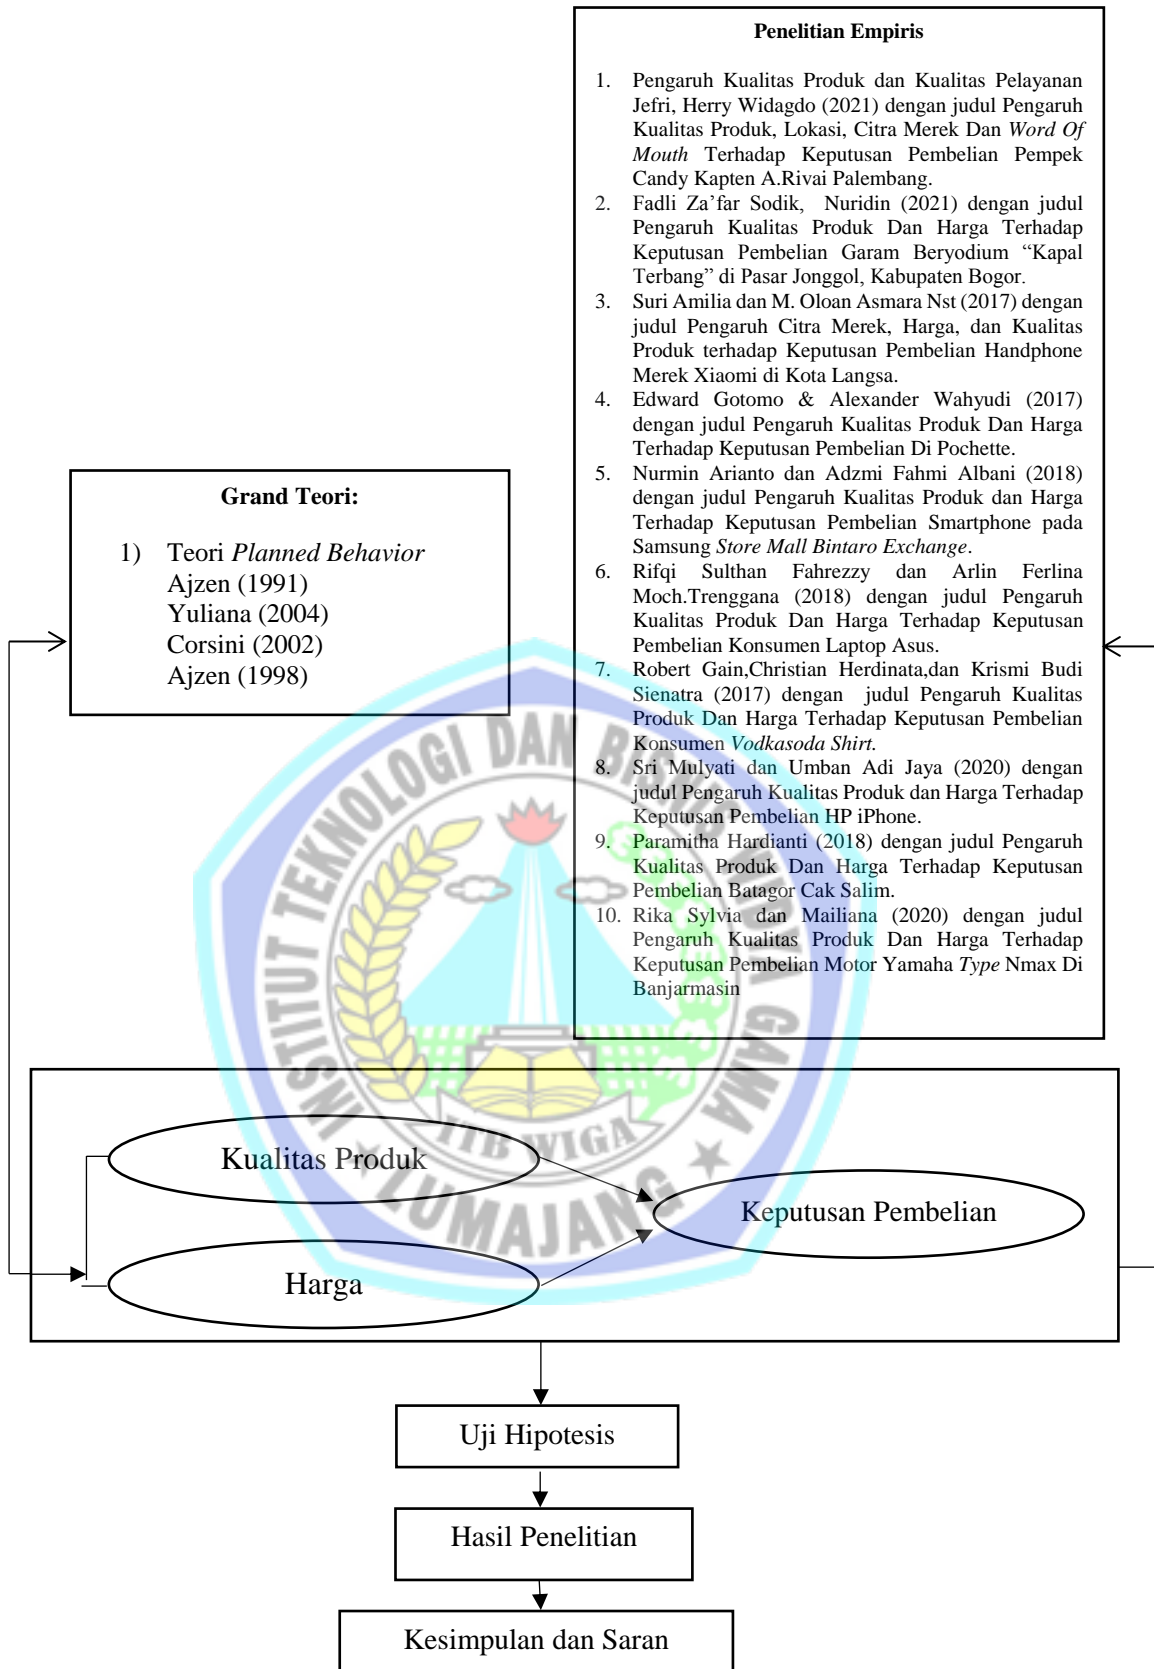 Penelitian Empiris
1. Pengaruh Kualitas Produk dan Kualitas Pelayanan
Jefri, Herry Widagdo (2021) dengan judul Pengaruh
Kualitas Produk, Lokasi, Citra Merek Dan Word Of
Mouth Terhadap Keputusan Pembelian Pempek
Candy Kapten A.Rivai Palembang.
2. Fadli Za’far Sodik, Nuridin (2021) dengan judul
Pengaruh Kualitas Produk Dan Harga Terhadap
Keputusan Pembelian Garam Beryodium “Kapal
Terbang” di Pasar Jonggol, Kabupaten Bogor.
3. Suri Amilia dan M. Oloan Asmara Nst (2017) dengan
judul Pengaruh Citra Merek, Harga, dan Kualitas
Produk terhadap Keputusan Pembelian Handphone
Merek Xiaomi di Kota Langsa.
4. Edward Gotomo & Alexander Wahyudi (2017)
dengan judul Pengaruh Kualitas Produk Dan Harga
Terhadap Keputusan Pembelian Di Pochette.
5. Nurmin Arianto dan Adzmi Fahmi Albani (2018)
dengan judul Pengaruh Kualitas Produk dan Harga
Terhadap Keputusan Pembelian Smartphone pada
Samsung Store Mall Bintaro Exchange.
6. Rifqi Sulthan Fahrezzy dan Arlin Ferlina
Moch.Trenggana (2018) dengan judul Pengaruh
Kualitas Produk Dan Harga Terhadap Keputusan
Pembelian Konsumen Laptop Asus.
7. Robert Gain,Christian Herdinata,dan Krismi Budi
Sienatra (2017) dengan judul Pengaruh Kualitas
Produk Dan Harga Terhadap Keputusan Pembelian
Konsumen Vodkasoda Shirt.
8. Sri Mulyati dan Umban Adi Jaya (2020) dengan
judul Pengaruh Kualitas Produk dan Harga Terhadap
Keputusan Pembelian HP iPhone.
9. Paramitha Hardianti (2018) dengan judul Pengaruh
Kualitas Produk Dan Harga Terhadap Keputusan
Pembelian Batagor Cak Salim.
10. Rika Sylvia dan Mailiana (2020) dengan judul
Pengaruh Kualitas Produk Dan Harga Terhadap
Keputusan Pembelian Motor Yamaha Type Nmax Di
Banjarmasin
Grand Teori:
1) Teori Planned Behavior
Ajzen (1991)
Yuliana (2004)
Corsini (2002)
Ajzen (1998)
INSTITUT TEKNOLOGI DAN BISNIS WIDYA GAMA
ITB WIGA
LUMAJANG
Kualitas Produk
Harga
Keputusan Pembelian
Uji Hipotesis
Hasil Penelitian
Kesimpulan dan Saran